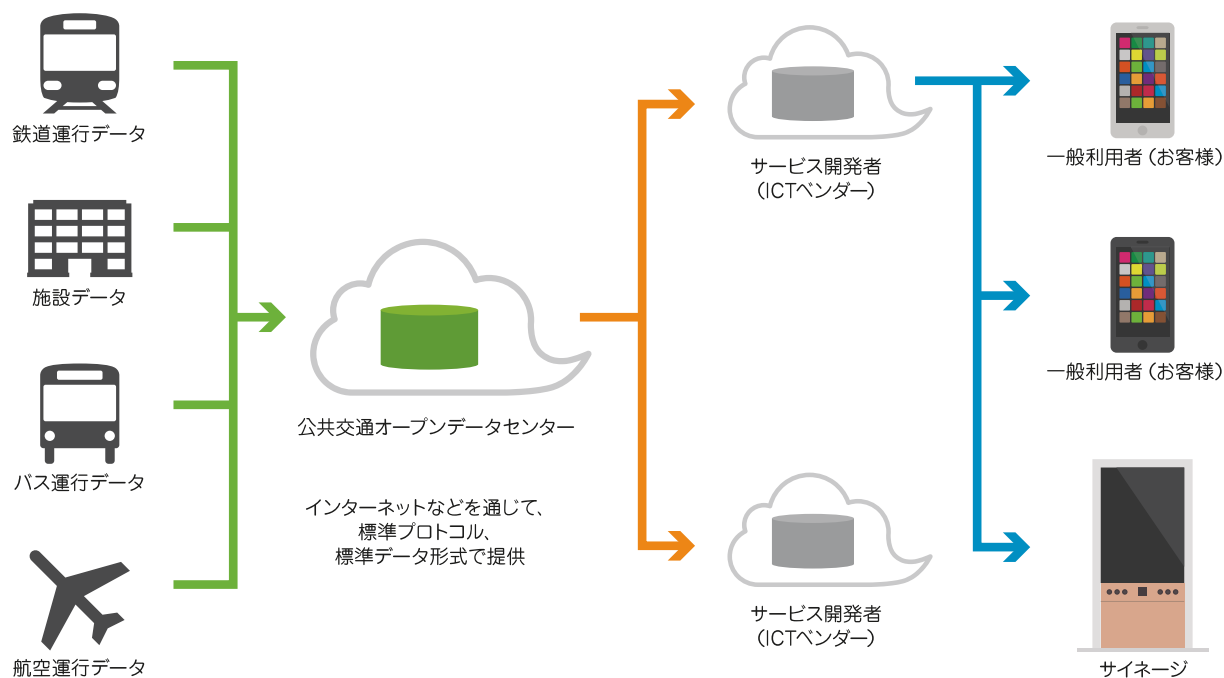 鉄道運行データ
施設データ
バス運行データ
航空運行データ
公共交通オープンデータセンター
インターネットなどを通じて、
標準プロトコル、
標準データ形式で提供
サービス開発者
（ICTベンダー）
サービス開発者
（ICTベンダー）
一般利用者（お客様）
一般利用者（お客様）
サイネージ